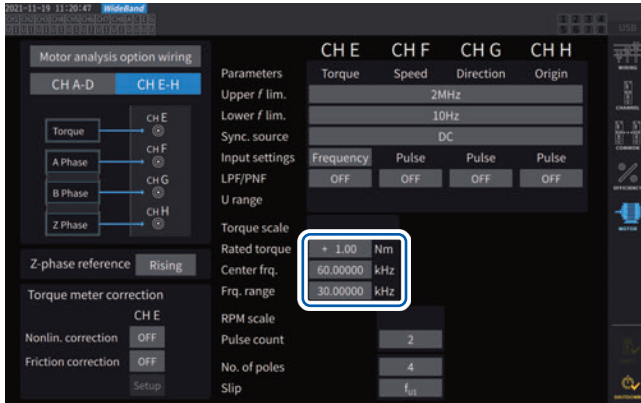 2021-11-19 11:20:47 WideBand
USB
Motor analysis option wiring
CH A-D CH E-H
Torque CH E
A Phase CH F
B Phase CH G
Z Phase CH H
Z-phase reference Rising
Torque meter correction
CH E
Nonlin. correction OFF
Friction correction OFF
Setup
CH E CH F CH G CH H
Parameters Torque Speed Direction Origin
Upper f lim. 2MHz
Lower f lim. 10Hz
Sync. source DC
Input settings Frequency Pulse Pulse Pulse
LPF/PNF OFF OFF OFF OFF
U range
Torque scale
Rated torque + 1.00 Nm
Center frq. 60.00000 kHz
Frq. range 30.00000 kHz
RPM scale
Pulse count 2
No. of poles 4
Slip fU1
WIRING
CHANNEL
COMMON
EFFICIENCY
MOTOR
SHUTDOWN